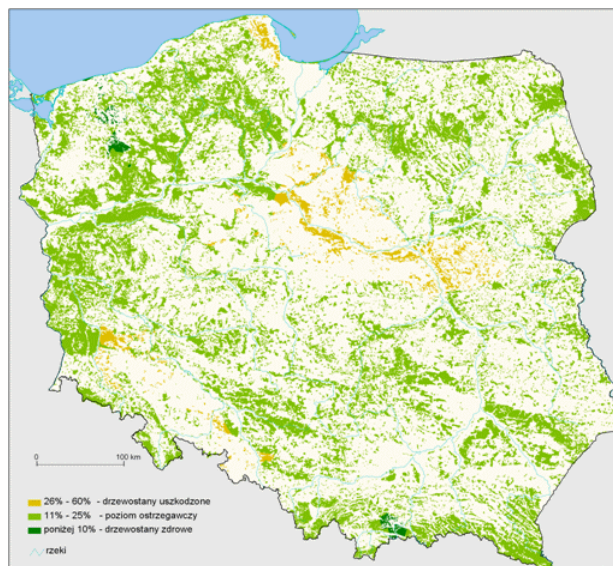 0 100 km
26% - 60% - drzewostany uszkodzone
11% - 25% - poziom ostrzegawczy
poniżej 10% - drzewostany zdrowe
rzeki